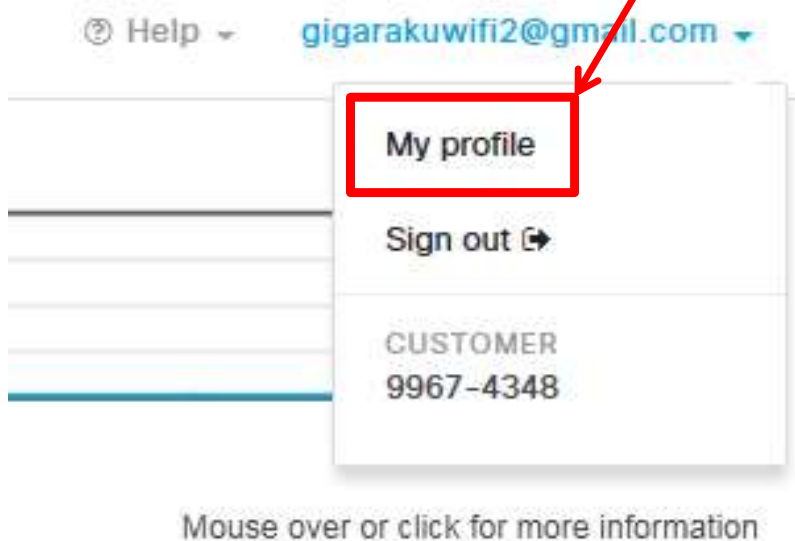 Help
gigarakuwifi2@gmail.com
My profile
Sign out
CUSTOMER
9967-4348
Mouse over or click for more information